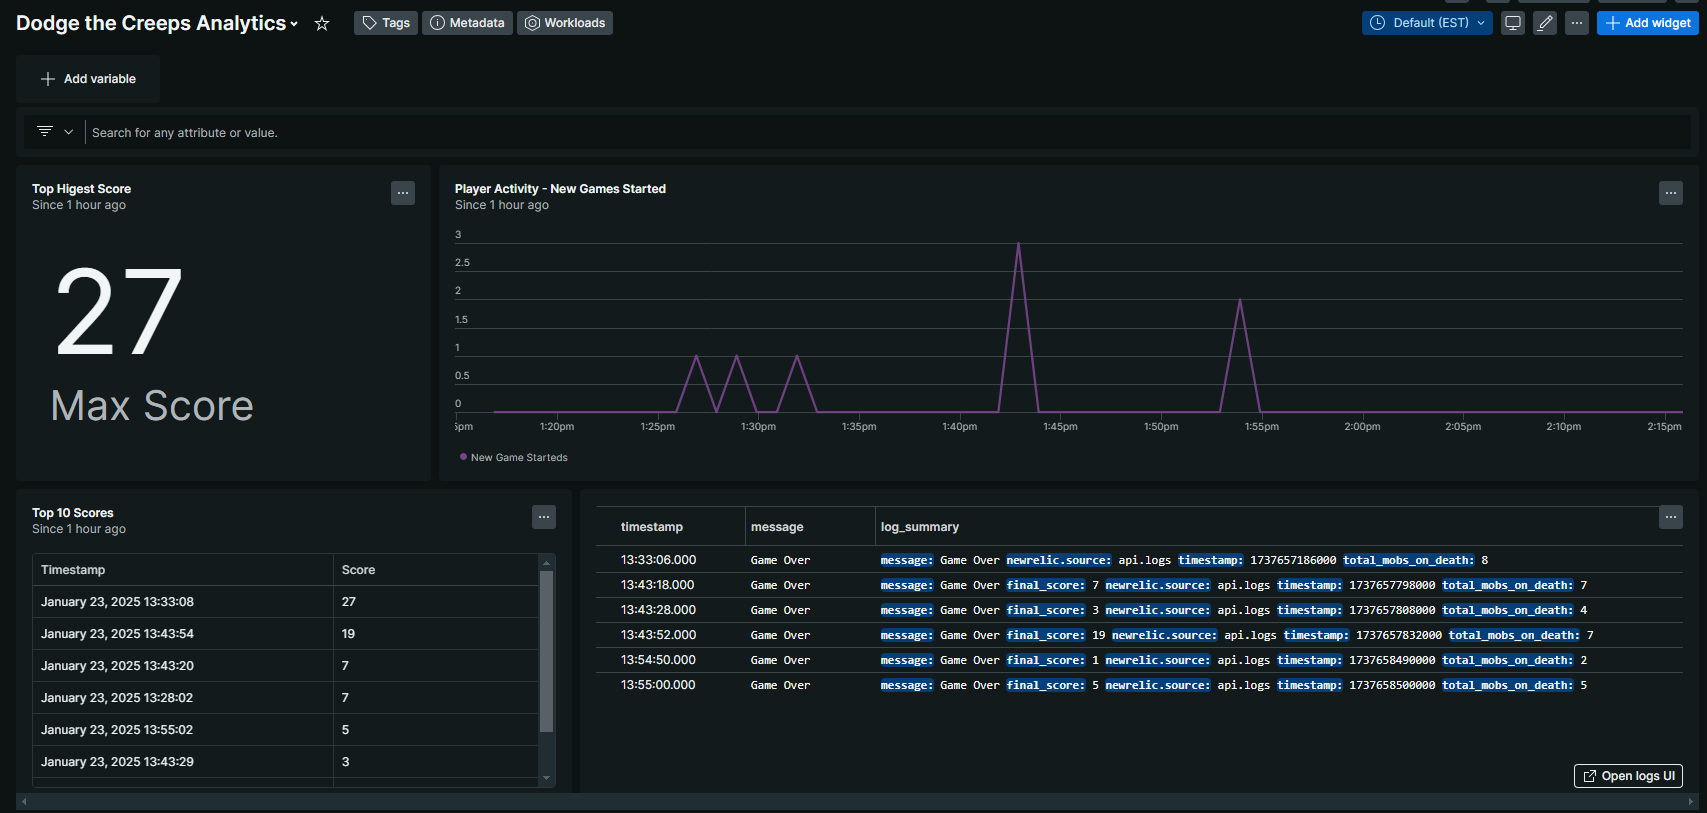 Dodge the Creeps Analytics
Tags
Metadata
Workloads
Default (EST)
Add widget
Add variable
Search for any attribute or value.
Top Higest Score
Since 1 hour ago
27
Max Score
Player Activity - New Games Started
Since 1 hour ago
3
2.5
2
1.5
1
0.5
0
1:20pm 1:25pm 1:30pm 1:35pm 1:40pm 1:45pm 1:50pm 1:55pm 2:00pm 2:05pm 2:10pm 2:15pm
New Game Starteds
Top 10 Scores
Since 1 hour ago
Timestamp Score
January 23, 2025 13:33:08 27
January 23, 2025 13:43:54 19
January 23, 2025 13:43:20 7
January 23, 2025 13:28:02 7
January 23, 2025 13:55:02 5
January 23, 2025 13:43:29 3
timestamp message log_summary
13:33:06.000 Game Over message: Game Over newrelic.source: api.logs timestamp: 1737657186000 total_mobs_on_death: 8
13:43:18.000 Game Over message: Game Over final_score: 7 newrelic.source: api.logs timestamp: 1737657798000 total_mobs_on_death: 7
13:43:28.000 Game Over message: Game Over final_score: 3 newrelic.source: api.logs timestamp: 1737657808000 total_mobs_on_death: 4
13:43:52.000 Game Over message: Game Over final_score: 19 newrelic.source: api.logs timestamp: 1737657832000 total_mobs_on_death: 7
13:54:50.000 Game Over message: Game Over final_score: 1 newrelic.source: api.logs timestamp: 1737658490000 total_mobs_on_death: 2
13:55:00.000 Game Over message: Game Over final_score: 5 newrelic.source: api.logs timestamp: 1737658500000 total_mobs_on_death: 5
Open logs UI